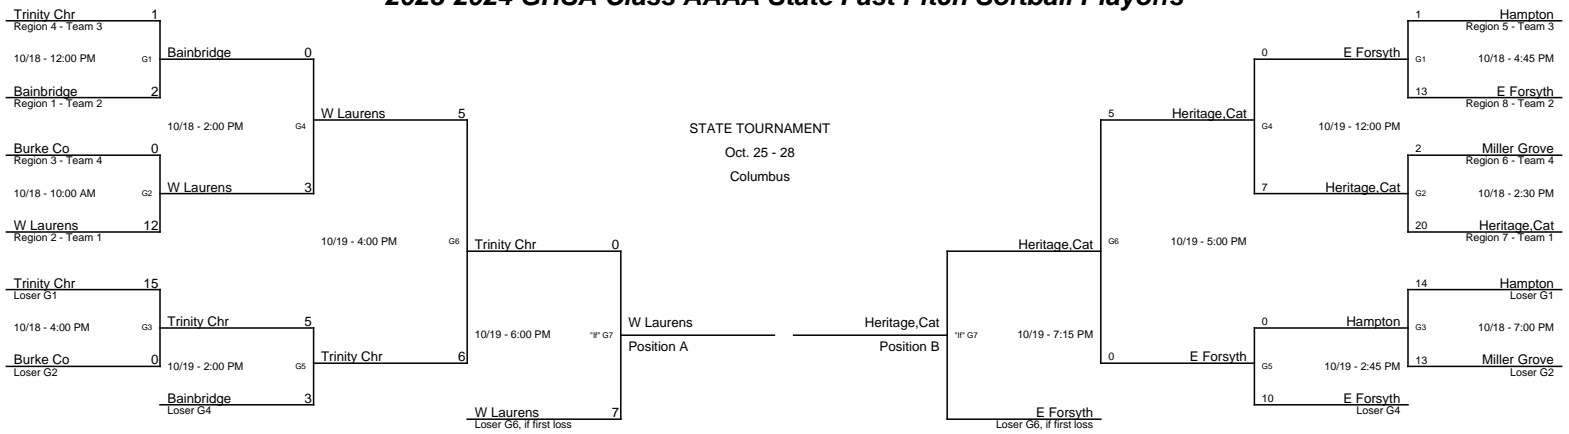 2023-2024 GHSA Class AAAA State Fast Pitch Softball Playoffs
Trinity Chr 1
Region 4 - Team 3
10/18 - 12:00 PM G1
Bainbridge 0
Bainbridge 2
Region 1 - Team 2
10/18 - 2:00 PM G4
W Laurens 5
Burke Co 0
Region 3 - Team 4
10/18 - 10:00 AM G2
W Laurens 3
W Laurens 12
Region 2 - Team 1
10/19 - 4:00 PM G6
Trinity Chr 0
Trinity Chr 15
Loser G1
10/18 - 4:00 PM G3
Trinity Chr 5
Burke Co 0
Loser G2
10/19 - 2:00 PM G5
Trinity Chr 6
Bainbridge 3
Loser G4
10/19 - 6:00 PM "If" G7
W Laurens
Position A
W Laurens 7
Loser G6, if first loss
STATE TOURNAMENT
Oct. 25 - 28
Columbus
1 Hampton
Region 5 - Team 3
0 E Forsyth
G1 10/18 - 4:45 PM
13 E Forsyth
Region 8 - Team 2
5 Heritage,Cat
G4 10/19 - 12:00 PM
2 Miller Grove
Region 6 - Team 4
7 Heritage,Cat
G2 10/18 - 2:30 PM
20 Heritage,Cat
Region 7 - Team 1
Heritage,Cat
G6 10/19 - 5:00 PM
14 Hampton
Loser G1
0 Hampton
G3 10/18 - 7:00 PM
13 Miller Grove
Loser G2
0 E Forsyth
G5 10/19 - 2:45 PM
10 E Forsyth
Loser G4
Heritage,Cat
Position B
"If" G7 10/19 - 7:15 PM
E Forsyth
Loser G6, if first loss